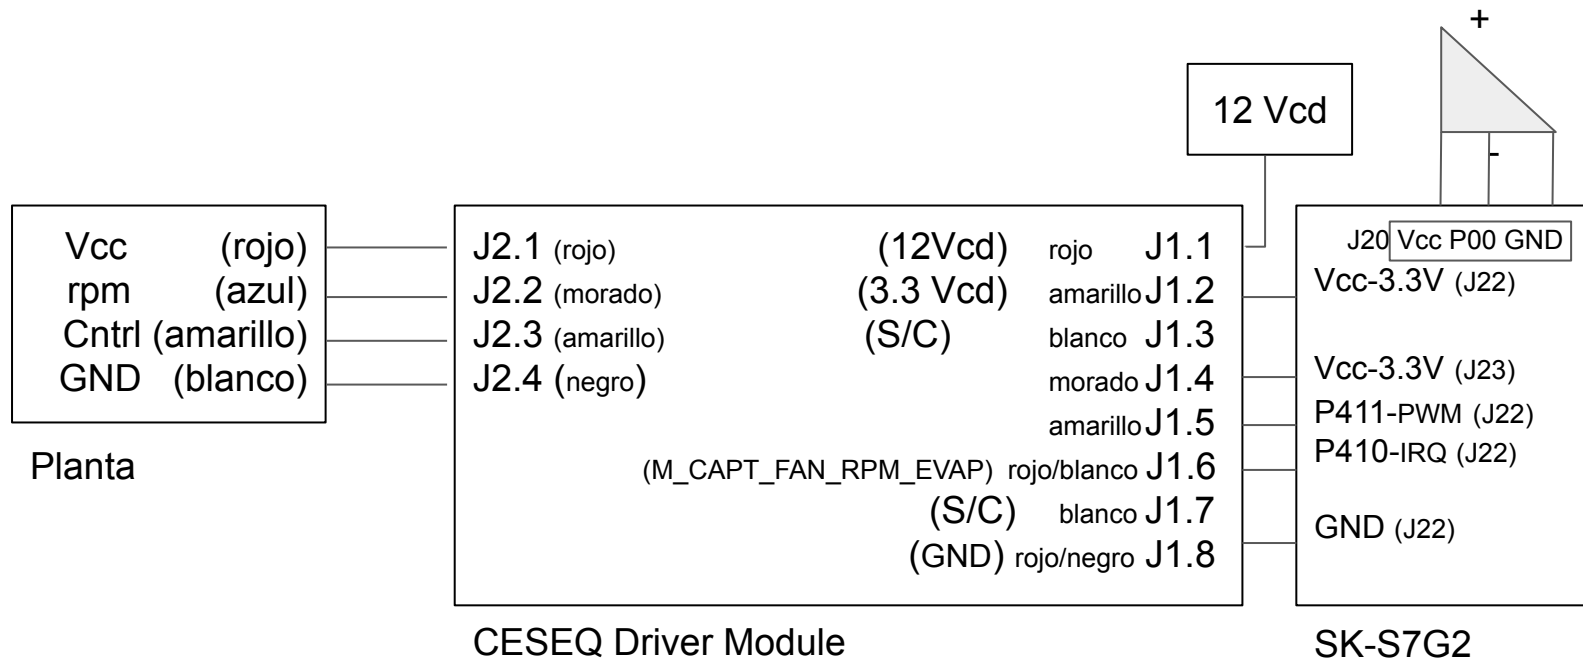 +
12 Vcd
-
J20 Vcc P00 GND
Vcc (rojo)
rpm (azul)
Cntrl (amarillo)
GND (blanco)
Planta
J2.1 (rojo)
J2.2 (morado)
J2.3 (amarillo)
J2.4 (negro)
(12Vcd) rojo J1.1
(3.3 Vcd) amarillo J1.2
(S/C) blanco J1.3
morado J1.4
amarillo J1.5
(M_CAPT_FAN_RPM_EVAP) rojo/blanco J1.6
(S/C) blanco J1.7
(GND) rojo/negro J1.8
CESEQ Driver Module
Vcc-3.3V (J22)
Vcc-3.3V (J23)
P411-PWM (J22)
P410-IRQ (J22)
GND (J22)
SK-S7G2